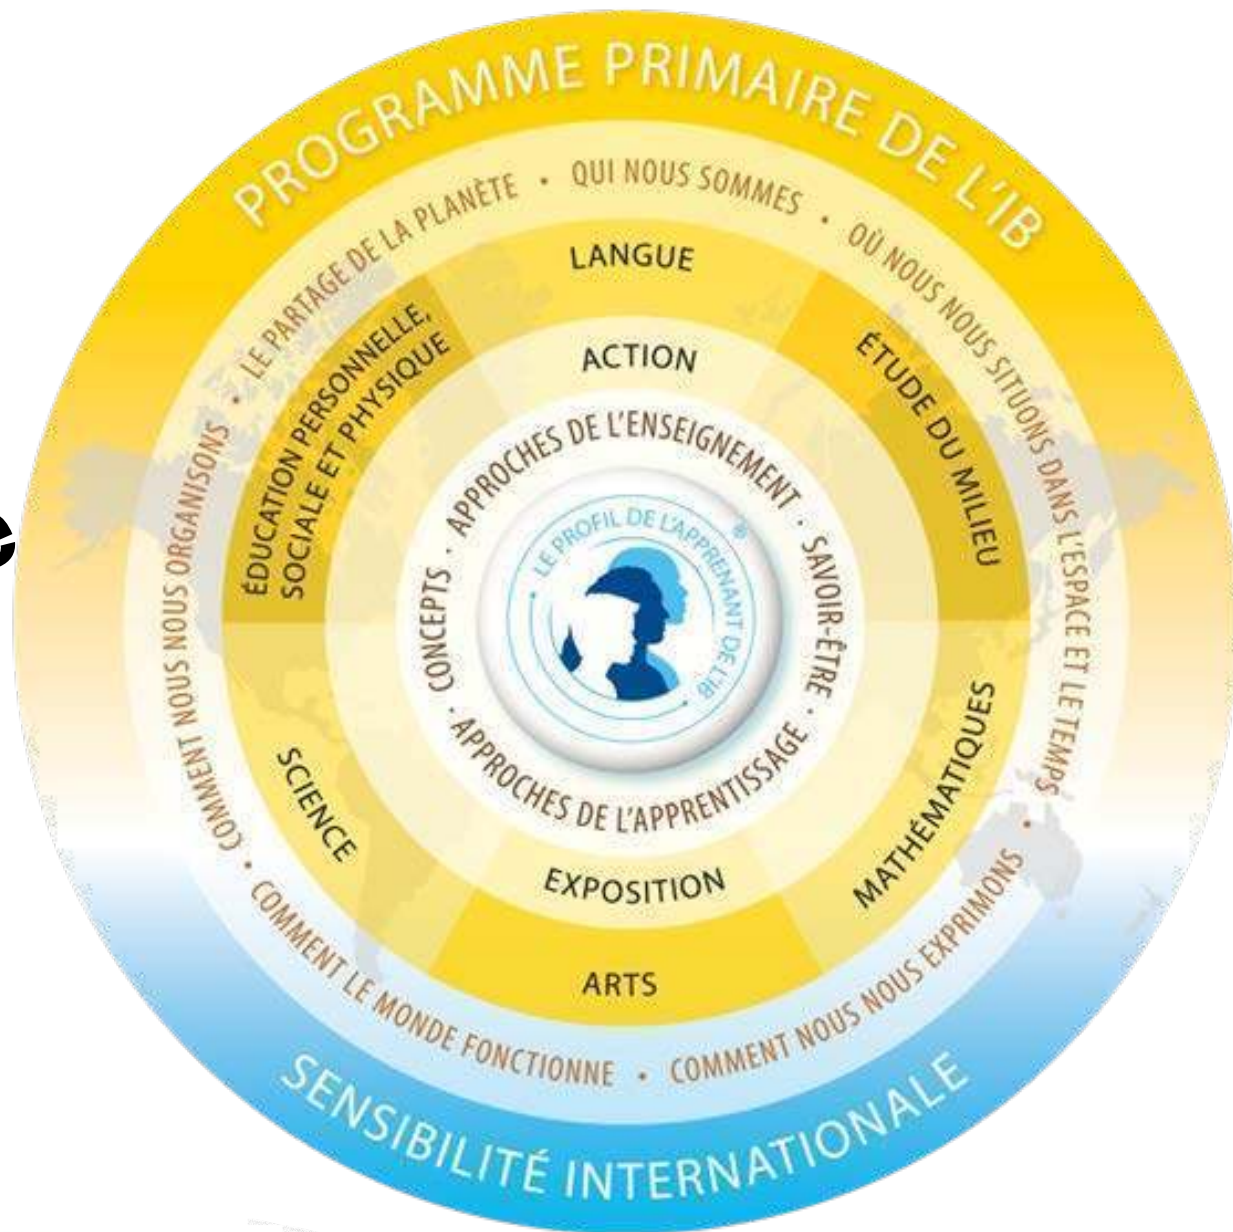 PROGRAMME PRIMAIRE DE L'IB
LE PARTAGE DE LA PLANÈTE • QUI NOUS SOMMES • OÙ NOUS NOUS SITUONS DANS L'ESPACE ET LE TEMPS •
COMMENT NOUS NOUS ORGANISONS •
LANGUE
ÉDUCATION PERSONNELLE,
SOCIALE ET PHYSIQUE
ÉTUDE DU MILIEU
ACTION
CONCEPTS · APPROCHES DE L'ENSEIGNEMENT · SAVOIR-ÊTRE ·
LE PROFIL DE L'APPRENANT DE L'IB
®
e
APPROCHES DE L'APPRENTISSAGE ·
SCIENCE
MATHÉMATIQUES
EXPOSITION
ARTS
COMMENT LE MONDE FONCTIONNE • COMMENT NOUS NOUS EXPRIMONS •
SENSIBILITÉ INTERNATIONALE